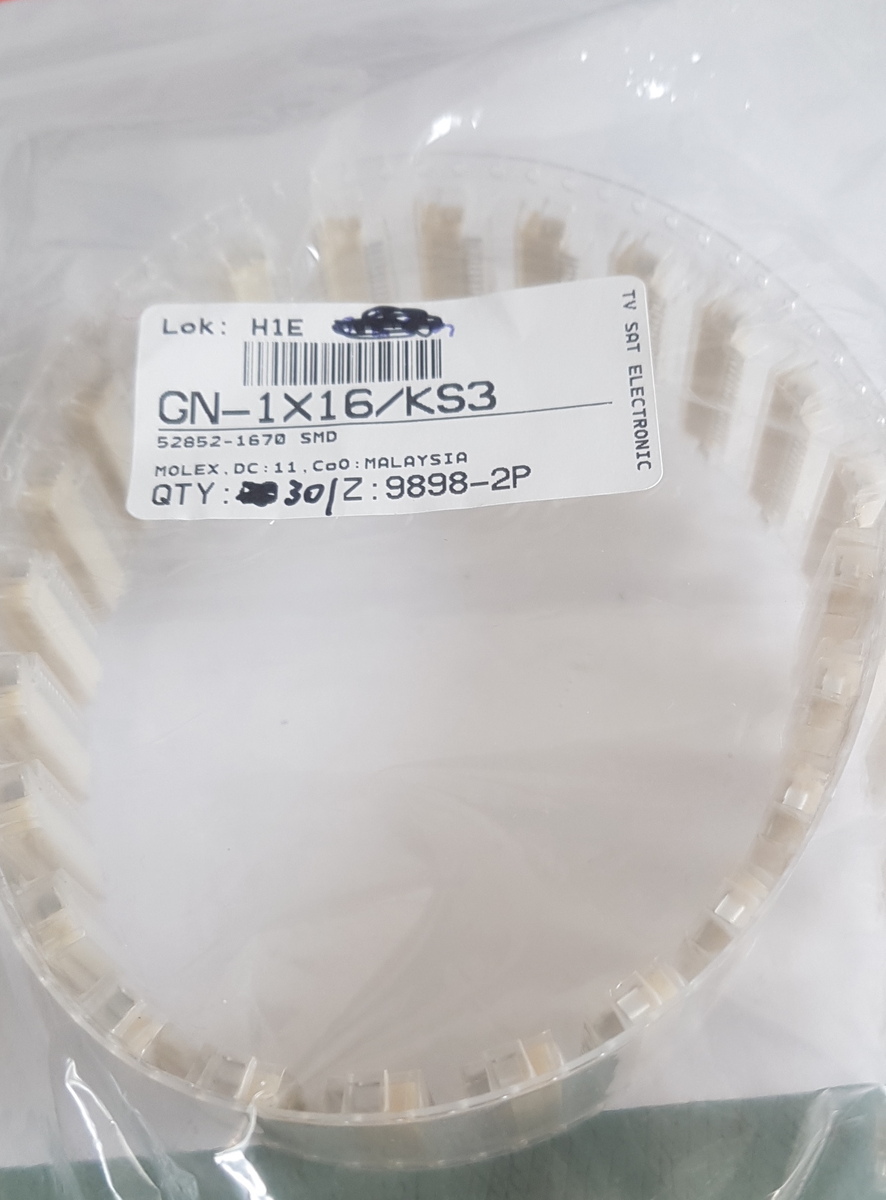 Lok: H1E
GN-1X16/KS3
52852-1670 SMD
MOLEX,DC:11,CoO:MALAYSIA
QTY: 30/Z:9898-2P
TV SAT ELECTRONIC